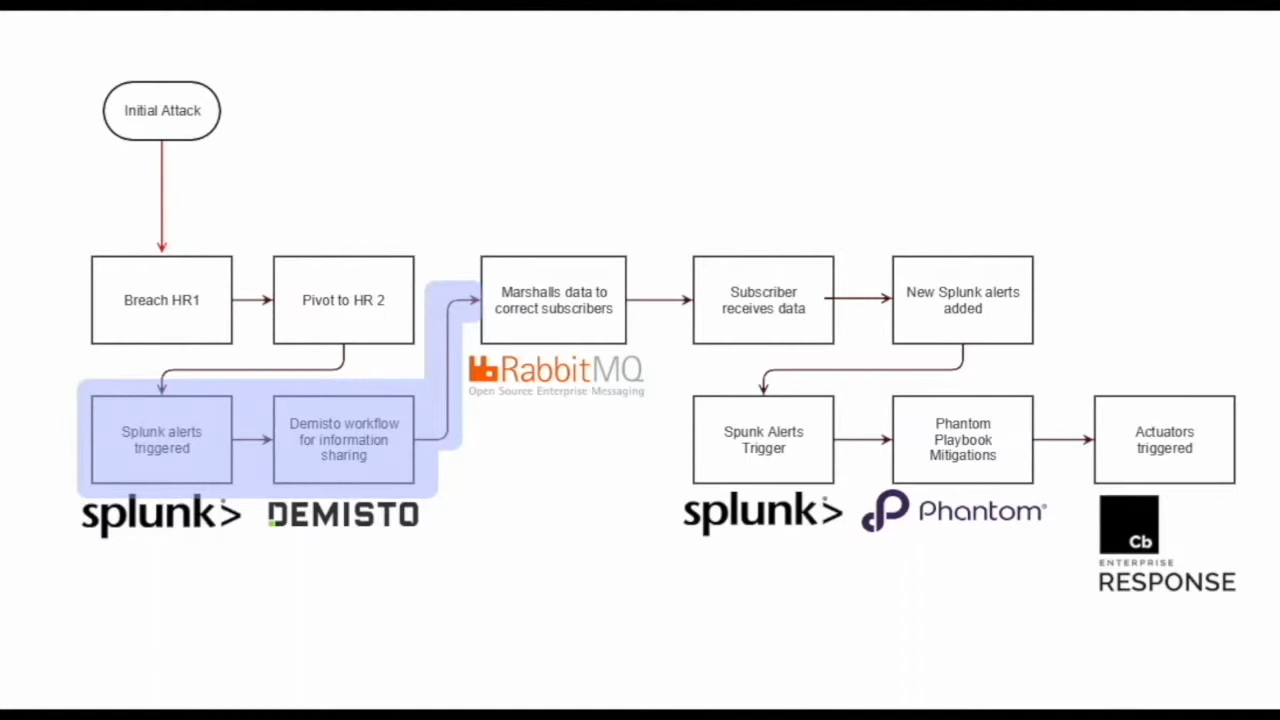 Initial Attack
Breach HR1
Pivot to HR 2
Marshalls data to
correct subscribers
Subscriber
receives data
New Splunk alerts
added
RabbitMQ
Open Source Enterprise Messaging
Splunk alerts
triggered
Demisto workflow
for information
sharing
Spunk Alerts
Trigger
Phantom
Playbook
Mitigations
Actuators
triggered
splunk>
DEMISTO
splunk>
Phantom
Cb
ENTERPRISE
RESPONSE